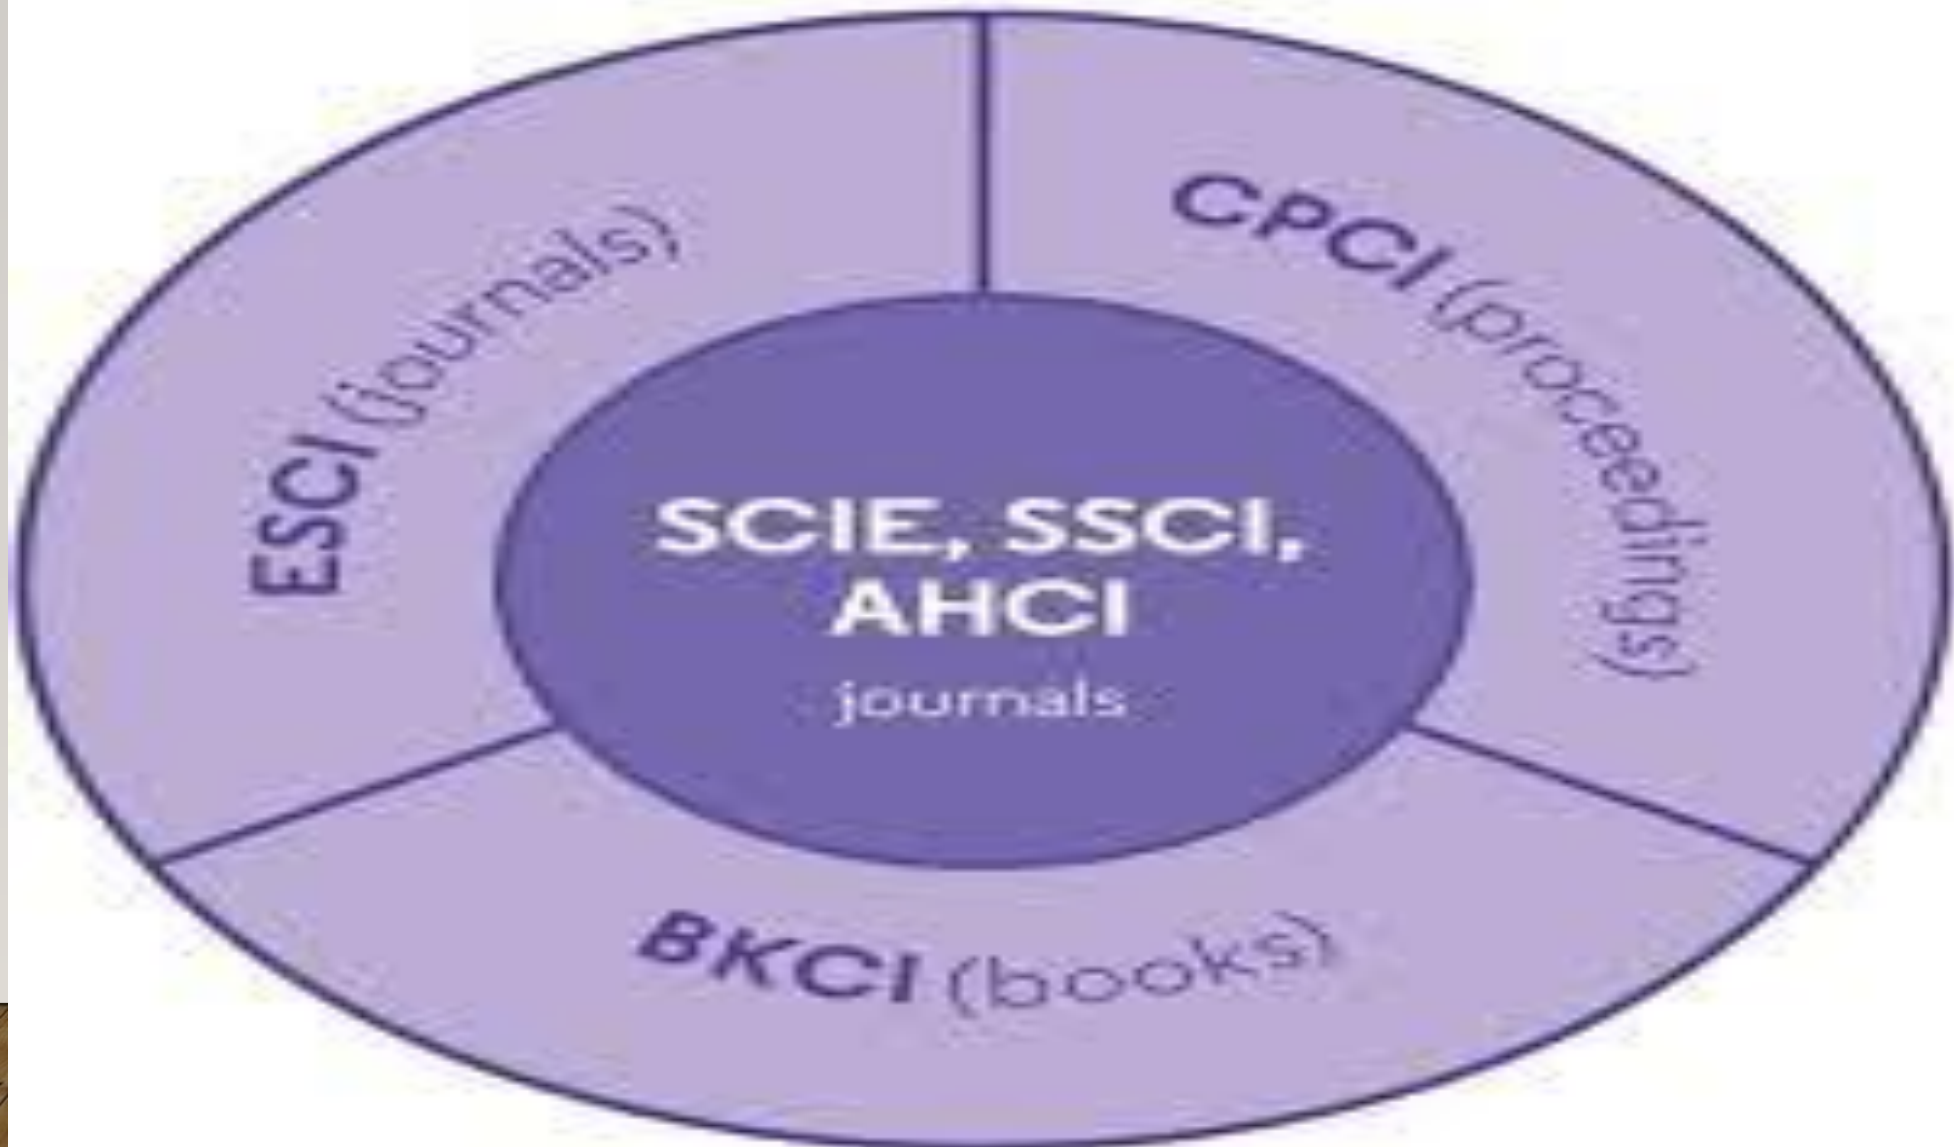 ESCI (journals)
CPCI (proceedings)
SCIE, SSCI,
AHCI
journals
BKCI (books)